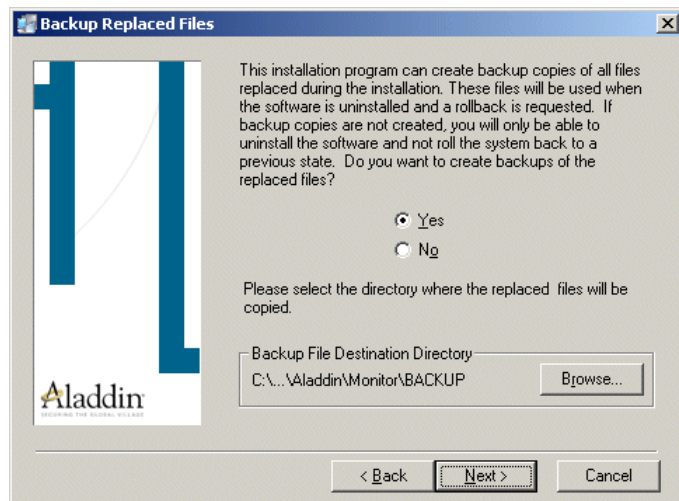 Backup Replaced Files
This installation program can create backup copies of all files
replaced during the installation. These files will be used when
the software is uninstalled and a rollback is requested. If
backup copies are not created, you will only be able to
uninstall the software and not roll the system back to a
previous state. Do you want to create backups of the
replaced files?
Yes
No
Please select the directory where the replaced files will be
copied.
Backup File Destination Directory
C:\...\Aladdin\Monitor\BACKUP
Browse...
Aladdin
SECURING THE GLOBAL VILLAGE
< Back
Next >
Cancel